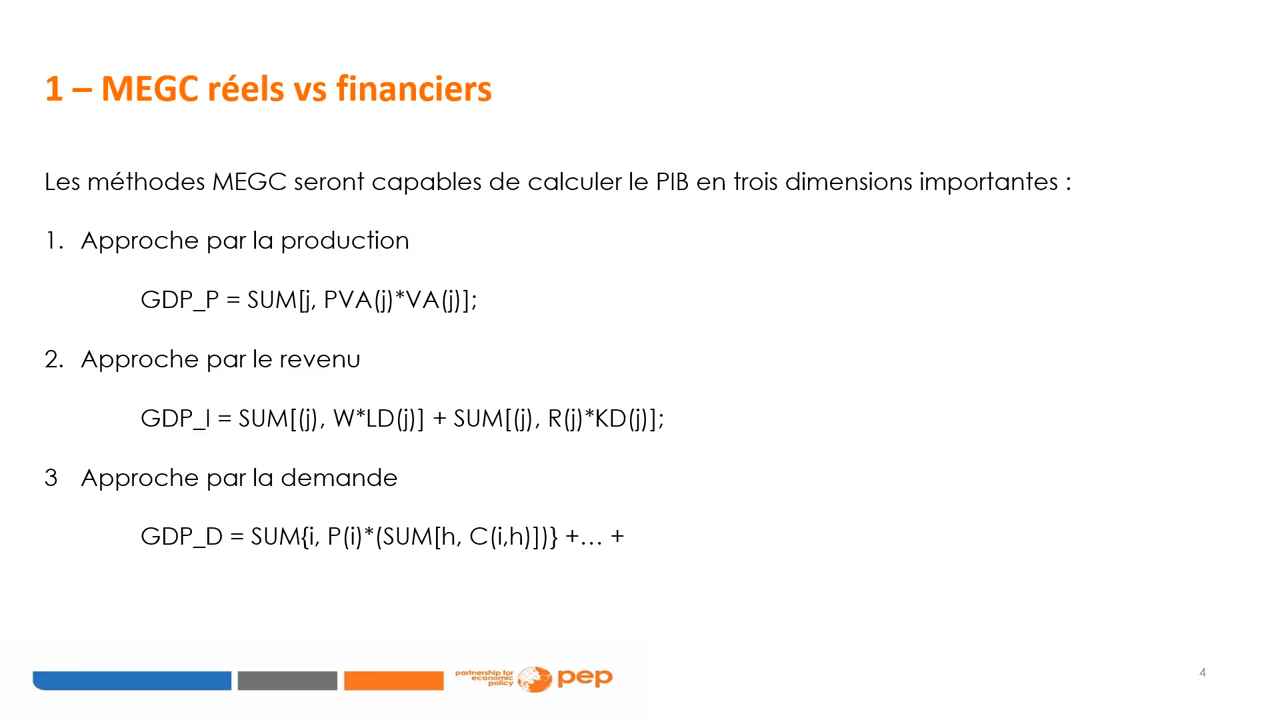 1 – MEGC réels vs financiers
Les méthodes MEGC seront capables de calculer le PIB en trois dimensions importantes :
1. Approche par la production
GDP_P = SUM[j, PVA(j)*VA(j)];
2. Approche par le revenu
GDP_I = SUM[(j), W*LD(j)] + SUM[(j), R(j)*KD(j)];
3 Approche par la demande
GDP_D = SUM{i, P(i)*(SUM[h, C(i,h)])} +… +
partnership for
economic
policy
pep
4